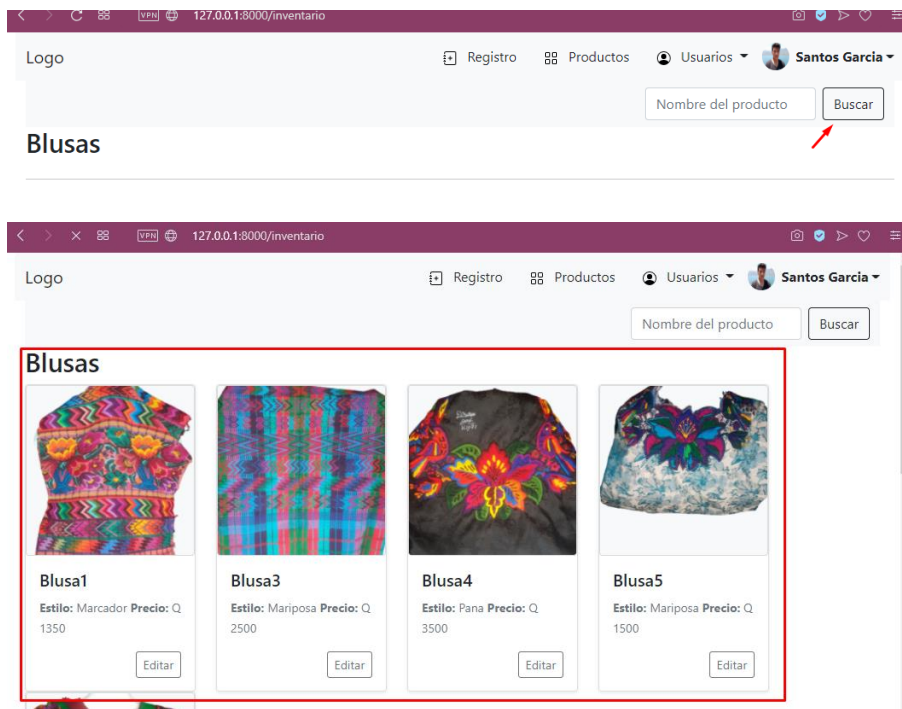 VPN 127.0.0.1:8000/inventario
Logo Registro Productos Usuarios Santos Garcia
Nombre del producto Buscar
Blusas
VPN 127.0.0.1:8000/inventario
Logo Registro Productos Usuarios Santos Garcia
Nombre del producto Buscar
Blusas
Blusa1 Blusa3 Blusa4 Blusa5
Estilo: Marcador Precio: Q Estilo: Mariposa Precio: Q Estilo: Pana Precio: Q Estilo: Mariposa Precio: Q
1350 2500 3500 1500
Editar Editar Editar Editar